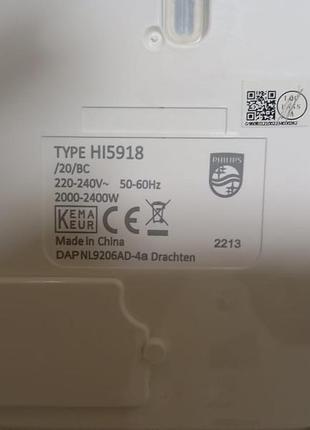 TYPE HI5918
/20/BC
220-240V~ 50-60Hz
2000-2400W
KEMA
KEUR
CE
PHILIPS
Made in China
2213
DAP NL9206AD-4a Drachten